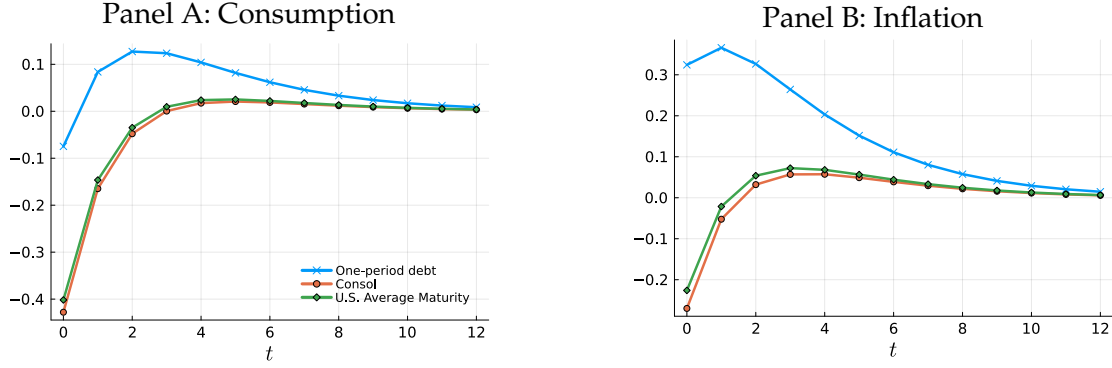 Panel A: Consumption
0.1
0.0
−0.1
−0.2
−0.3
−0.4
One-period debt
Consol
U.S. Average Maturity
0 2 4 6 8 10 12
t
Panel B: Inflation
0.3
0.2
0.1
0.0
−0.1
−0.2
0 2 4 6 8 10 12
t